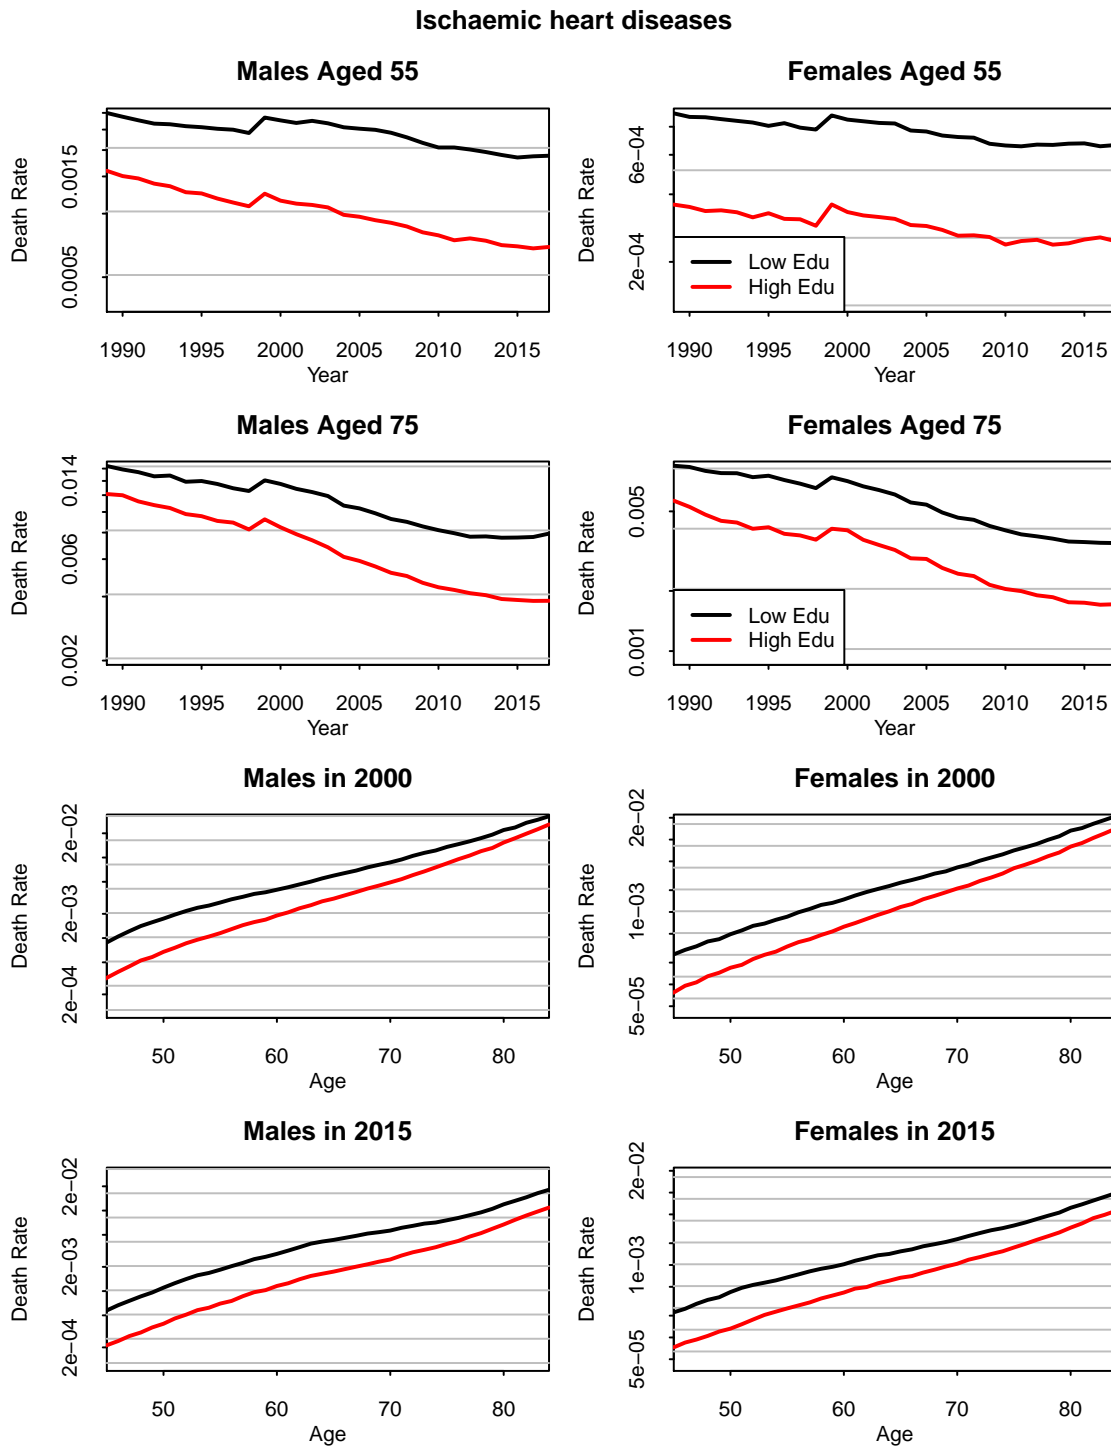 Ischaemic heart diseases
Males Aged 55
Females Aged 55
Death Rate
0.0005 0.0015
1990 1995 2000 2005 2010 2015
Year
Death Rate
2e−04 6e−04
Low Edu
High Edu
1990 1995 2000 2005 2010 2015
Year
Males Aged 75
Females Aged 75
Death Rate
0.002 0.006 0.014
1990 1995 2000 2005 2010 2015
Year
Death Rate
0.001 0.005
Low Edu
High Edu
1990 1995 2000 2005 2010 2015
Year
Males in 2000
Females in 2000
Death Rate
2e−04 2e−03 2e−02
50 60 70 80
Age
Death Rate
5e−05 1e−03 2e−02
50 60 70 80
Age
Males in 2015
Females in 2015
Death Rate
2e−04 2e−03 2e−02
50 60 70 80
Age
Death Rate
5e−05 1e−03 2e−02
50 60 70 80
Age